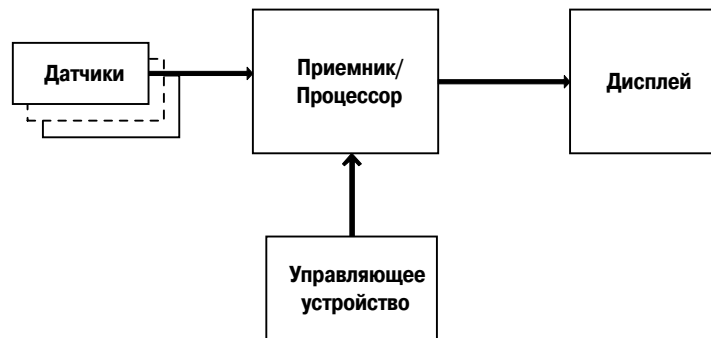 Датчики
Приемник/
Процессор
Дисплей
Управляющее
устройство